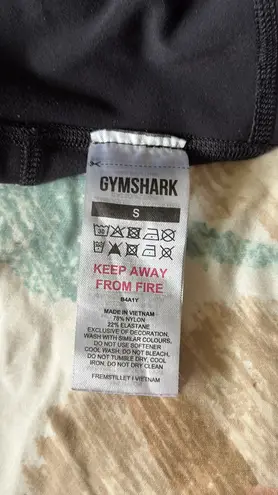 GYMSHARK
S
KEEP AWAY
FROM FIRE
B4A1Y
MADE IN VIETNAM
78% NYLON
22% ELASTANE
EXCLUSIVE OF DECORATION,
WASH WITH SIMILAR COLOURS,
DO NOT USE SOFTENER
COOL WASH, DO NOT BLEACH,
DO NOT TUMBLE DRY, COOL
IRON, DO NOT DRY CLEAN
FREMSTILLET I VIETNAM